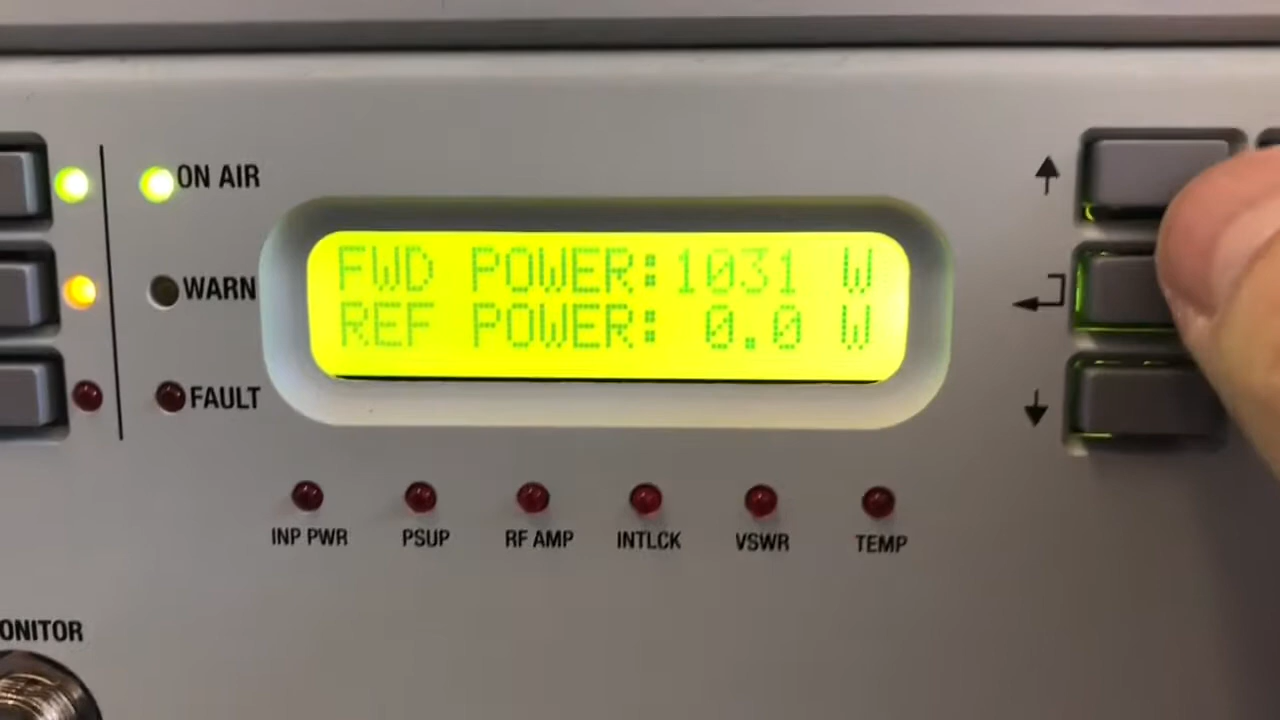 ON AIR
WARN
FAULT
FWD POWER:1031 W
REF POWER: 0.0 W
INP PWR
PSUP
RF AMP
INTLCK
VSWR
TEMP
ONITOR